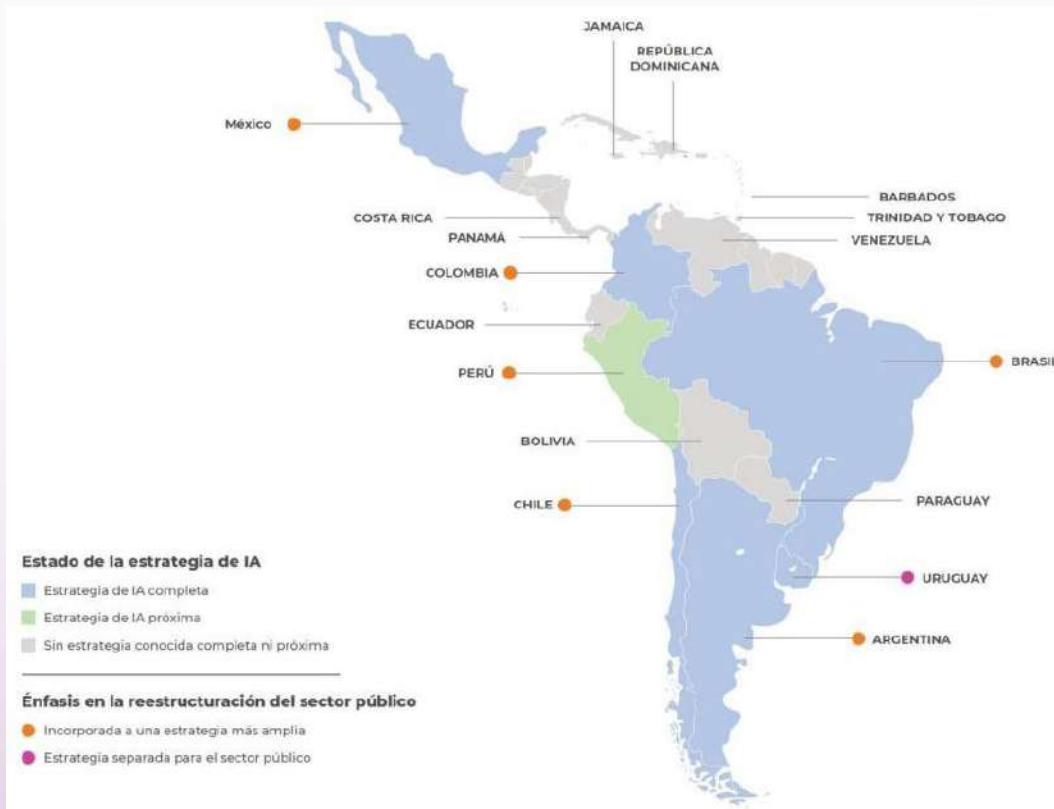 JAMAICA
REPÚBLICA
DOMINICANA
México
BARBADOS
COSTA RICA
TRINIDAD Y TOBAGO
PANAMÁ
VENEZUELA
COLOMBIA
ECUADOR
BRASIL
PERÚ
BOLIVIA
PARAGUAY
CHILE
Estado de la estrategia de IA
Estrategia de IA completa
URUGUAY
Estrategia de IA próxima
Sin estrategia conocida completa ni próxima
ARGENTINA
Énfasis en la reestructuración del sector público
Incorporada a una estrategia más amplia
Estrategia separada para el sector público